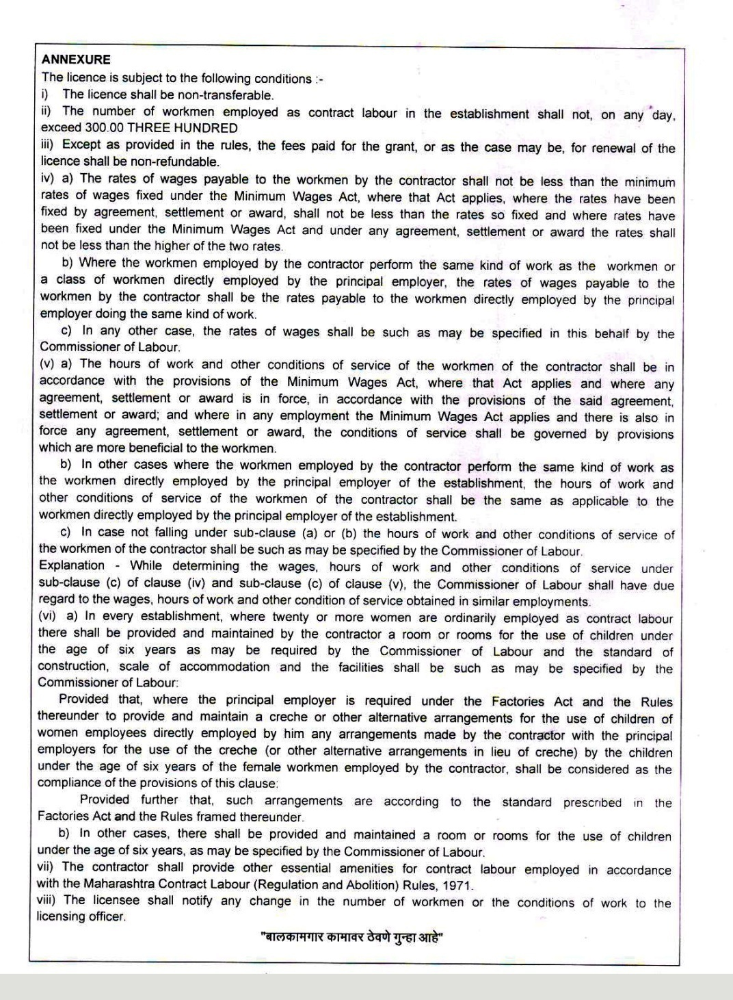 ANNEXURE
The licence is subject to the following conditions :-
i) The licence shall be non-transferable.
ii) The number of workmen employed as contract labour in the establishment shall not, on any day,
exceed 300.00 THREE HUNDRED
iii) Except as provided in the rules, the fees paid for the grant, or as the case may be, for renewal of the
licence shall be non-refundable.
iv) a) The rates of wages payable to the workmen by the contractor shall not be less than the minimum
rates of wages fixed under the Minimum Wages Act, where that Act applies, where the rates have been
fixed by agreement, settlement or award, shall not be less than the rates so fixed and where rates have
been fixed under the Minimum Wages Act and under any agreement, settlement or award the rates shall
not be less than the higher of the two rates.
b) Where the workmen employed by the contractor perform the same kind of work as the workmen or
a class of workmen directly employed by the principal employer, the rates of wages payable to the
workmen by the contractor shall be the rates payable to the workmen directly employed by the principal
employer doing the same kind of work.
c) In any other case, the rates of wages shall be such as may be specified in this behalf by the
Commissioner of Labour.
(v) a) The hours of work and other conditions of service of the workmen of the contractor shall be in
accordance with the provisions of the Minimum Wages Act, where that Act applies and where any
agreement, settlement or award is in force, in accordance with the provisions of the said agreement,
settlement or award; and where in any employment the Minimum Wages Act applies and there is also in
force any agreement, settlement or award, the conditions of service shall be governed by provisions
which are more beneficial to the workmen.
b) In other cases where the workmen employed by the contractor perform the same kind of work as
the workmen directly employed by the principal employer of the establishment, the hours of work and
other conditions of service of the workmen of the contractor shall be the same as applicable to the
workmen directly employed by the principal employer of the establishment.
c) In case not falling under sub-clause (a) or (b) the hours of work and other conditions of service of
the workmen of the contractor shall be such as may be specified by the Commissioner of Labour.
Explanation - While determining the wages, hours of work and other conditions of service under
sub-clause (c) of clause (iv) and sub-clause (c) of clause (v), the Commissioner of Labour shall have due
regard to the wages, hours of work and other condition of service obtained in similar employments.
(vi) a) In every establishment, where twenty or more women are ordinarily employed as contract labour
there shall be provided and maintained by the contractor a room or rooms for the use of children under
the age of six years as may be required by the Commissioner of Labour and the standard of
construction, scale of accommodation and the facilities shall be such as may be specified by the
Commissioner of Labour:
Provided that, where the principal employer is required under the Factories Act and the Rules
thereunder to provide and maintain a creche or other alternative arrangements for the use of children of
women employees directly employed by him any arrangements made by the contractor with the principal
employers for the use of the creche (or other alternative arrangements in lieu of creche) by the children
under the age of six years of the female workmen employed by the contractor, shall be considered as the
compliance of the provisions of this clause:
Provided further that, such arrangements are according to the standard prescribed in the
Factories Act and the Rules framed thereunder.
b) In other cases, there shall be provided and maintained a room or rooms for the use of children
under the age of six years, as may be specified by the Commissioner of Labour.
vii) The contractor shall provide other essential amenities for contract labour employed in accordance
with the Maharashtra Contract Labour (Regulation and Abolition) Rules, 1971.
viii) The licensee shall notify any change in the number of workmen or the conditions of work to the
licensing officer.
"बालकामगार कामावर ठेवणे गुन्हा आहे"